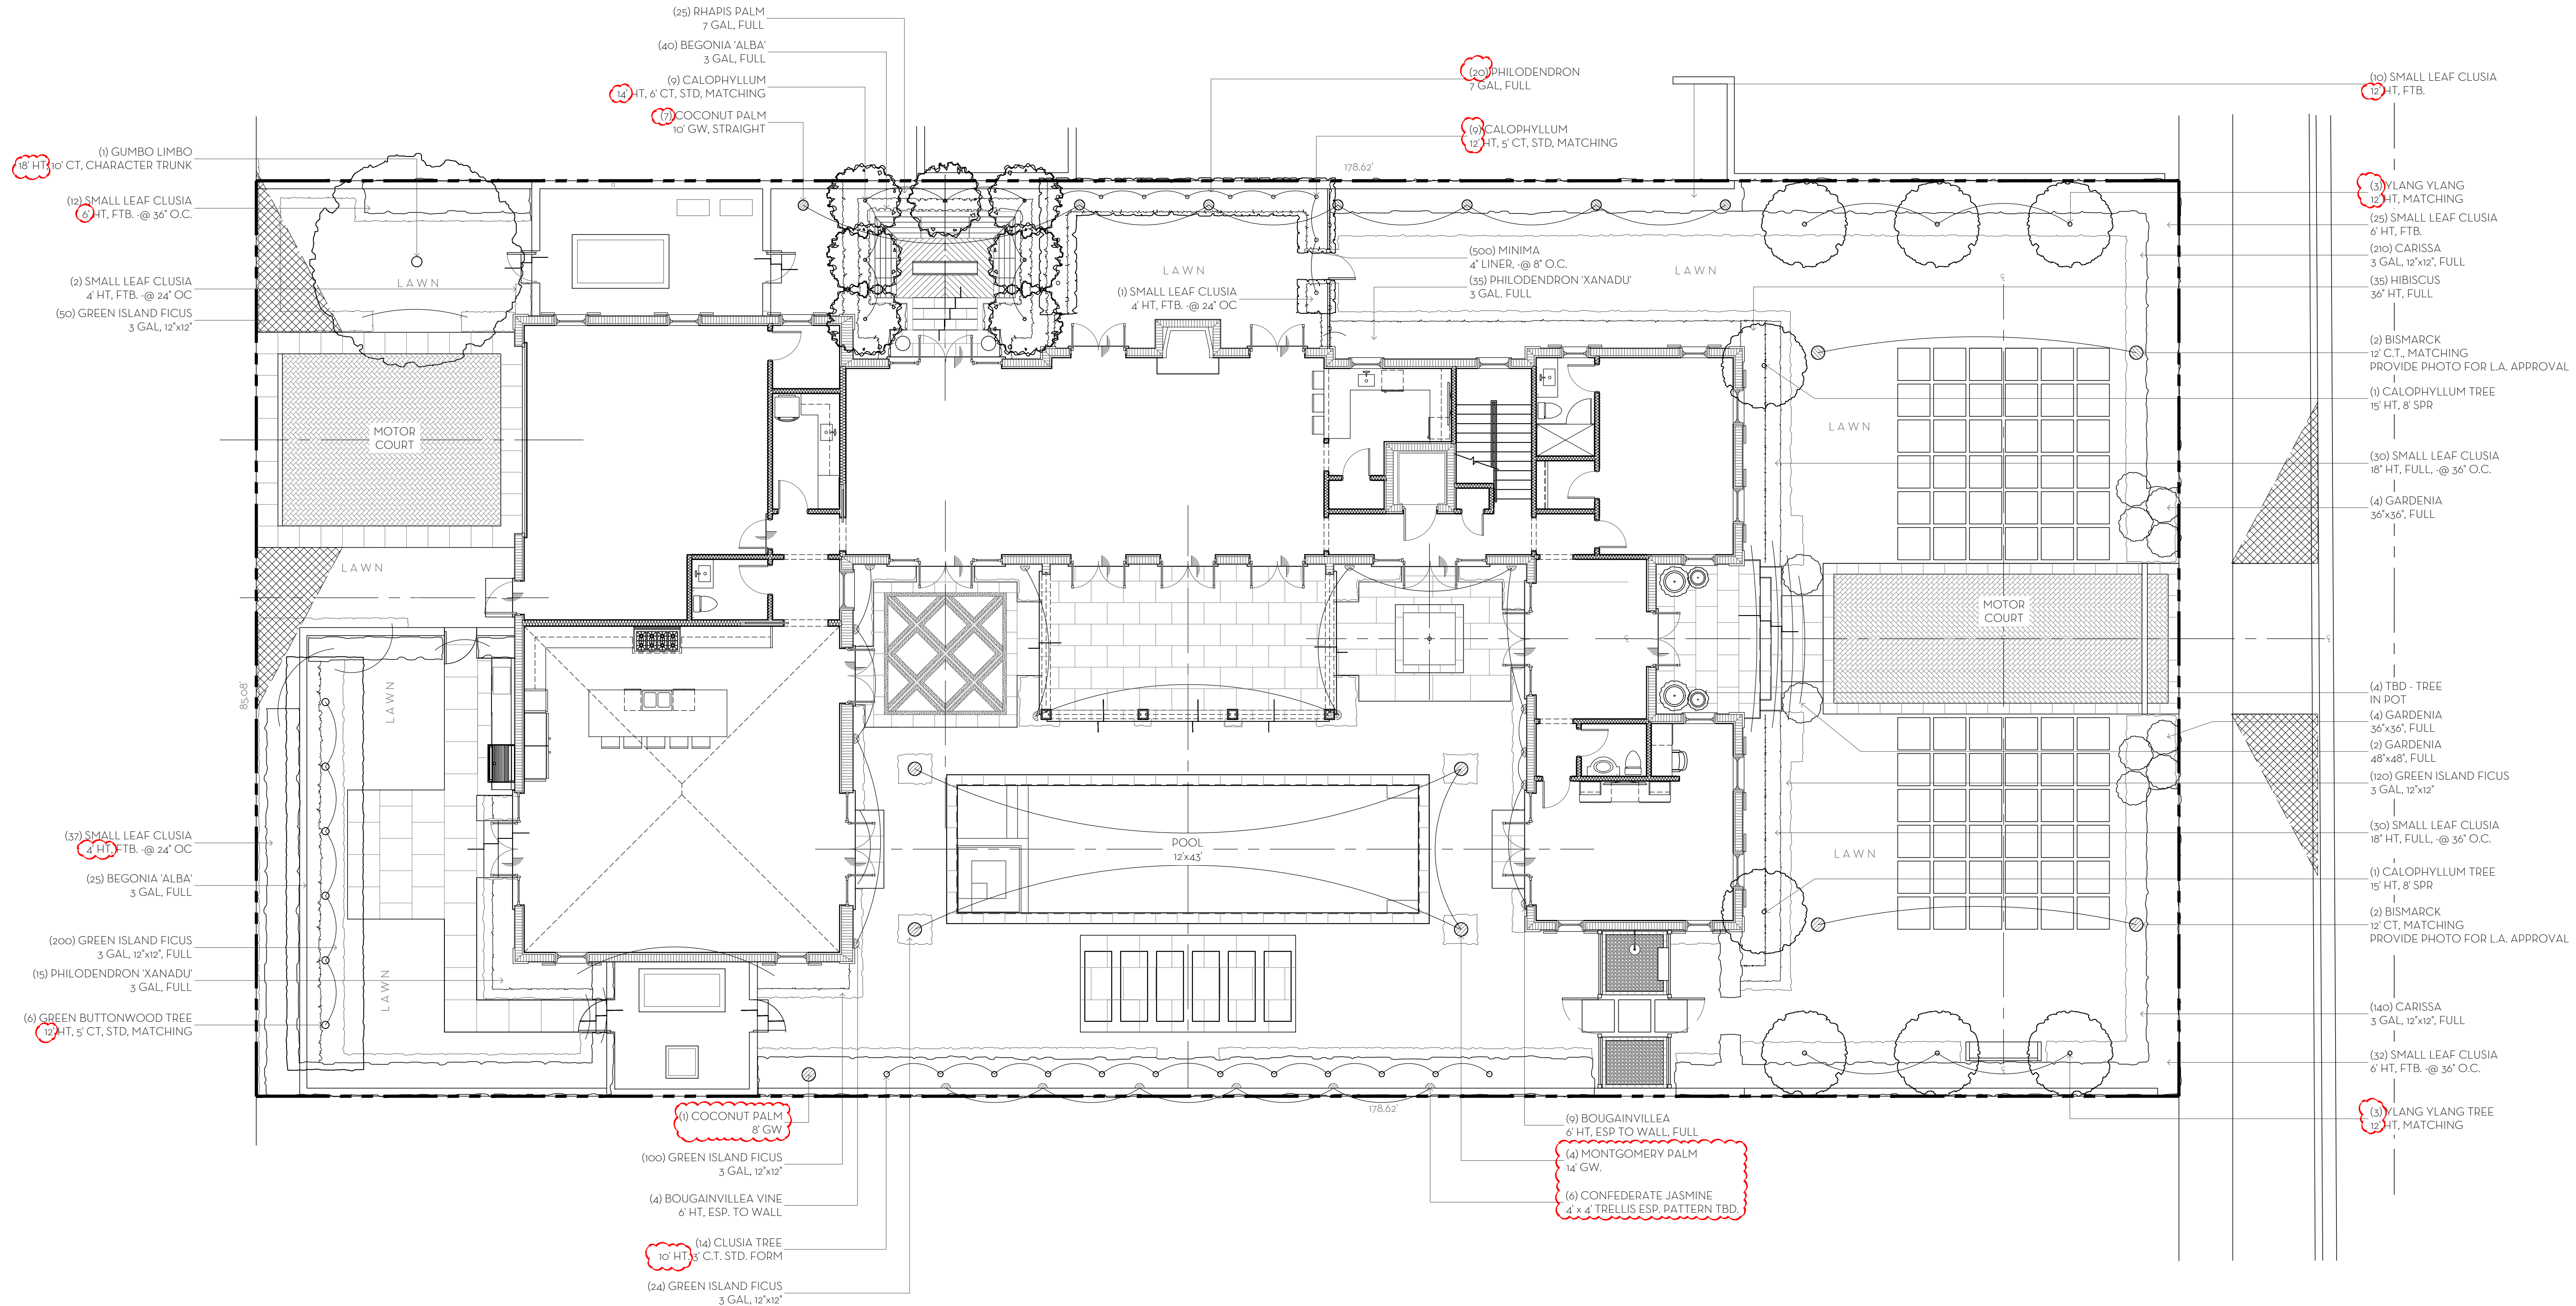 (25) RHAPIS PALM
7 GAL, FULL
(40) BEGONIA 'ALBA'
3 GAL, FULL
(9) CALOPHYLLUM
14' HT, 6' CT, STD, MATCHING
(7) COCONUT PALM
10' GW, STRAIGHT
(20) PHILODENDRON
7 GAL, FULL
(9) CALOPHYLLUM
12' HT, 5' CT, STD, MATCHING
178.62'
(10) SMALL LEAF CLUSIA
12' HT, FTB.
(1) GUMBO LIMBO
18' HT, 10' CT, CHARACTER TRUNK
(12) SMALL LEAF CLUSIA
6' HT, FTB. -@ 36" O.C.
(2) SMALL LEAF CLUSIA
4' HT, FTB. -@ 24" OC
(50) GREEN ISLAND FICUS
3 GAL, 12"x12"
LAWN
MOTOR
COURT
LAWN
LAWN
(1) SMALL LEAF CLUSIA
4' HT, FTB. -@ 24" OC
(500) MINIMA
4" LINER, -@ 8" O.C.
(35) PHILODENDRON 'XANADU'
3 GAL. FULL
LAWN
(3) YLANG YLANG
12' HT, MATCHING
(25) SMALL LEAF CLUSIA
6' HT, FTB.
(210) CARISSA
3 GAL, 12"x12", FULL
(35) HIBISCUS
36" HT, FULL
(2) BISMARCK
12' C.T., MATCHING
PROVIDE PHOTO FOR L.A. APPROVAL
(1) CALOPHYLLUM TREE
15' HT, 8' SPR
LAWN
(30) SMALL LEAF CLUSIA
18" HT, FULL, -@ 36" O.C.
(4) GARDENIA
36"x36", FULL
MOTOR
COURT
(4) TBD - TREE
IN POT
(4) GARDENIA
36"x36", FULL
(2) GARDENIA
48"x48", FULL
(120) GREEN ISLAND FICUS
3 GAL, 12"x12"
(30) SMALL LEAF CLUSIA
18" HT, FULL, -@ 36" O.C.
LAWN
(1) CALOPHYLLUM TREE
15' HT, 8' SPR
(2) BISMARCK
12' CT, MATCHING
PROVIDE PHOTO FOR L.A. APPROVAL
(140) CARISSA
3 GAL, 12"x12", FULL
(32) SMALL LEAF CLUSIA
6' HT, FTB. -@ 36" O.C.
(3) YLANG YLANG TREE
12' HT, MATCHING
85.08'
LAWN
LAWN
POOL
12'x43'
(37) SMALL LEAF CLUSIA
4' HT, FTB. -@ 24" OC
(25) BEGONIA 'ALBA'
3 GAL, FULL
(200) GREEN ISLAND FICUS
3 GAL, 12"x12", FULL
(15) PHILODENDRON 'XANADU'
3 GAL, FULL
(6) GREEN BUTTONWOOD TREE
12' HT, 5' CT, STD, MATCHING
178.62'
(1) COCONUT PALM
8' GW
(100) GREEN ISLAND FICUS
3 GAL, 12"x12"
(4) BOUGAINVILLEA VINE
6' HT, ESP. TO WALL
(14) CLUSIA TREE
10' HT. 3' C.T. STD. FORM
(24) GREEN ISLAND FICUS
3 GAL, 12"x12"
(9) BOUGAINVILLEA
6' HT, ESP TO WALL, FULL
(4) MONTGOMERY PALM
14' GW.
(6) CONFEDERATE JASMINE
4' x 4' TRELLIS ESP. PATTERN TBD.